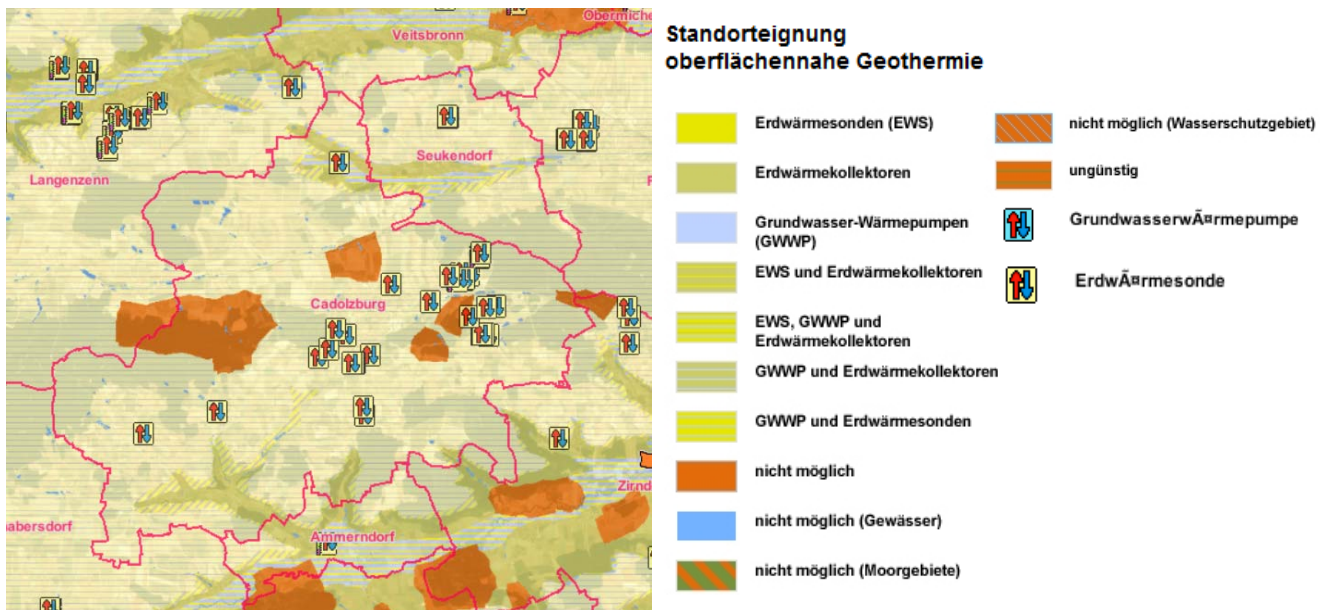 Obermiche
Veitsbronn
Seukendorf
Langenzenn
Cadolzburg
Zirnd
habersdorf
Ammerndorf
Standorteignung
oberflächennahe Geothermie
Erdwärmesonden (EWS)
Erdwärmekollektoren
Grundwasser-Wärmepumpen
(GWWP)
EWS und Erdwärmekollektoren
EWS, GWWP und
Erdwärmekollektoren
GWWP und Erdwärmekollektoren
GWWP und Erdwärmesonden
nicht möglich
nicht möglich (Gewässer)
nicht möglich (Moorgebiete)
nicht möglich (Wasserschutzgebiet)
ungünstig
GrundwasserwÃ¤rmepumpe
ErdwÃ¤rmesonde